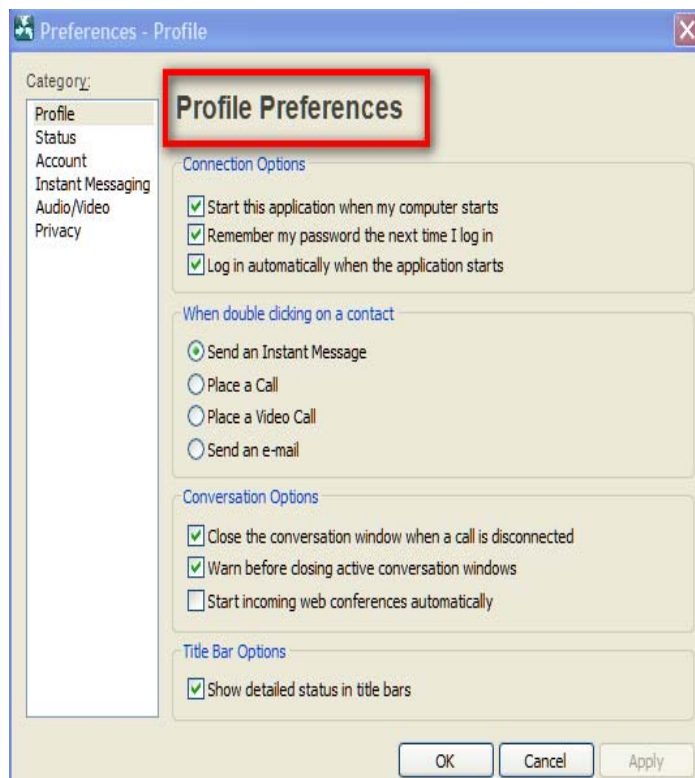 Preferences - Profile
Category:
Profile
Status
Account
Instant Messaging
Audio/Video
Privacy
Profile Preferences
Connection Options
Start this application when my computer starts
Remember my password the next time I log in
Log in automatically when the application starts
When double clicking on a contact
Send an Instant Message
Place a Call
Place a Video Call
Send an e-mail
Conversation Options
Close the conversation window when a call is disconnected
Warn before closing active conversation windows
Start incoming web conferences automatically
Title Bar Options
Show detailed status in title bars
OK Cancel Apply